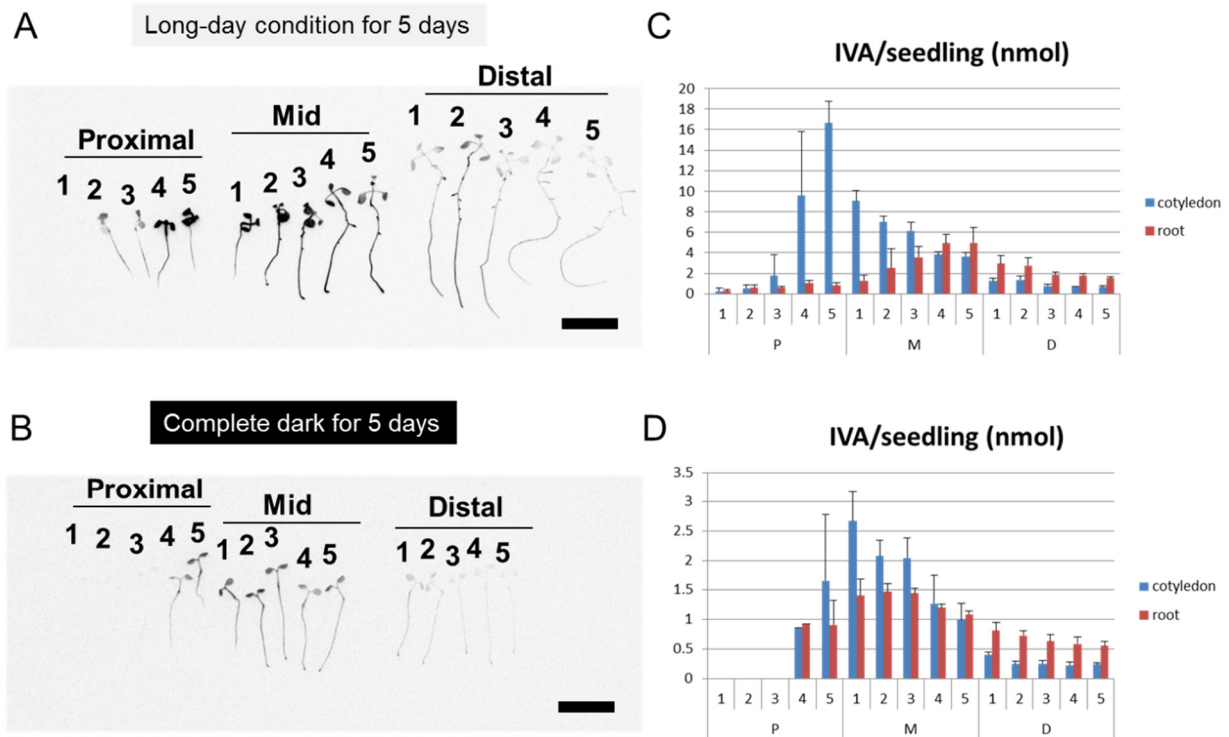 A
Long-day condition for 5 days
Proximal
1 2 3 4 5
Mid
1 2 3 4 5
Distal
1 2 3 4 5
B
Complete dark for 5 days
Proximal
1 2 3 4 5
Mid
1 2 3 4 5
Distal
1 2 3 4 5
C
IVA/seedling (nmol)
20
18
16
14
12
10
8
6
4
2
0
1 2 3 4 5 1 2 3 4 5 1 2 3 4 5
P M D
cotyledon
root
D
IVA/seedling (nmol)
3.5
3
2.5
2
1.5
1
0.5
0
1 2 3 4 5 1 2 3 4 5 1 2 3 4 5
P M D
cotyledon
root